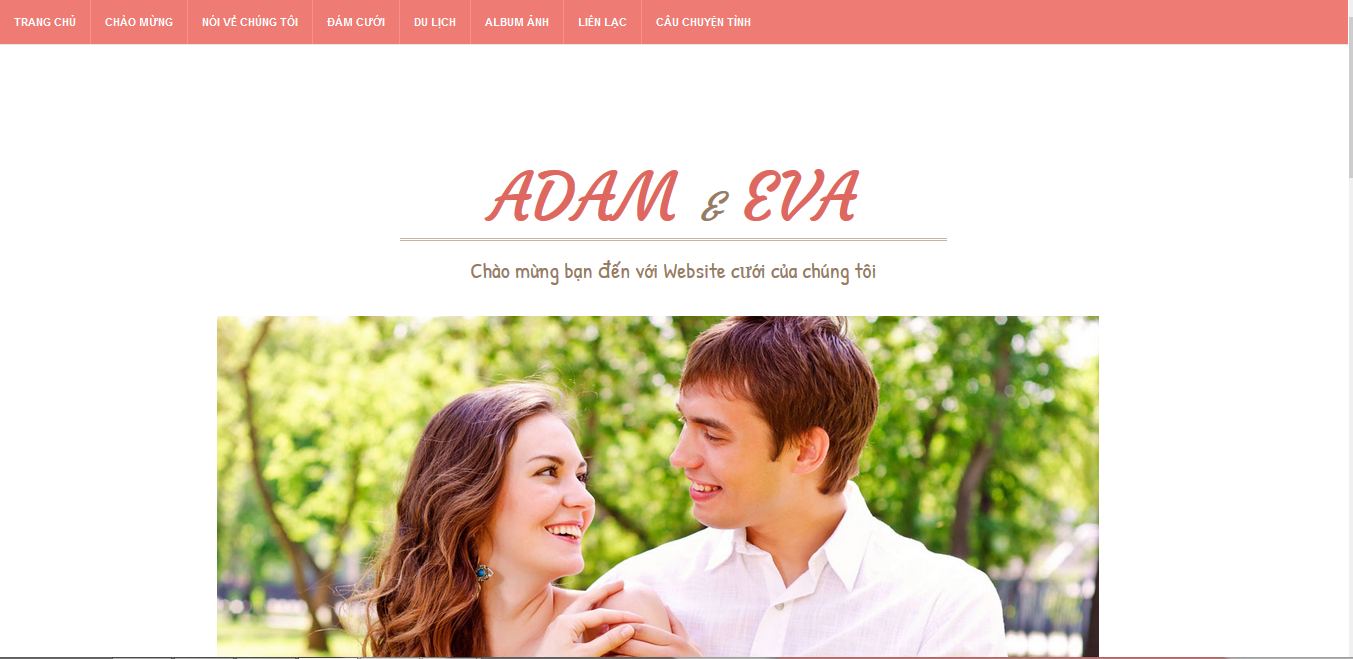 TRANG CHỦ CHÀO MỪNG NÓI VỀ CHÚNG TÔI ĐÁM CƯỚI DU LỊCH ALBUM ẢNH LIÊN LẠC CÂU CHUYỆN TÌNH
ADAM & EVA
Chào mừng bạn đến với Website cưới của chúng tôi